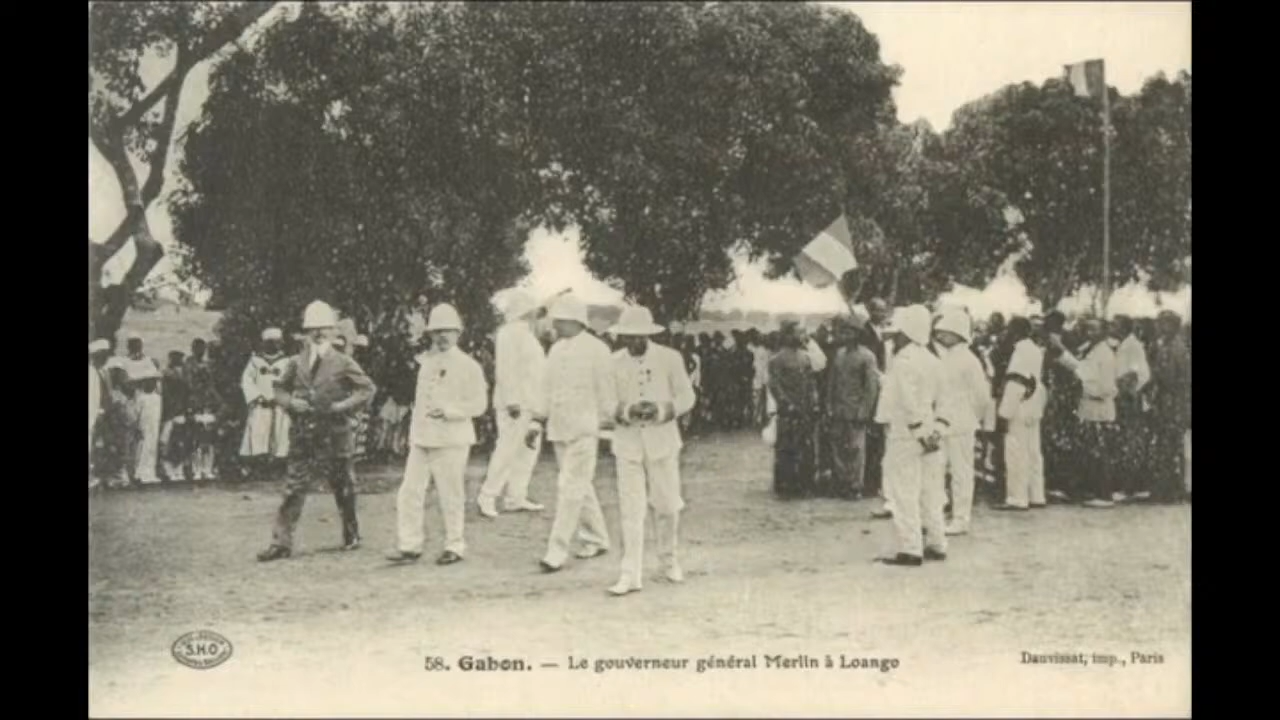 S.H.O
58. Gabon. — Le gouverneur général Merlin à Loango
Dauvissat, imp., Paris